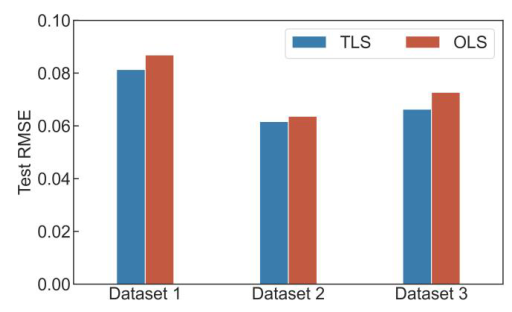 0.10
TLS OLS
0.08
0.06
0.04
0.02
0.00
Test RMSE
Dataset 1 Dataset 2 Dataset 3